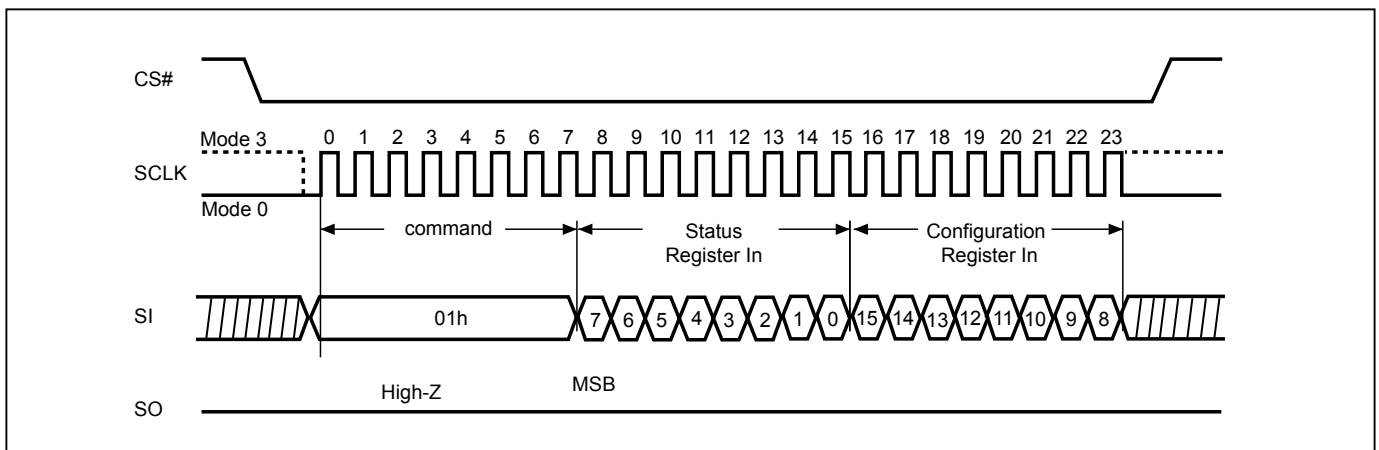 CS#
Mode 3
0 1 2 3 4 5 6 7 8 9 10 11 12 13 14 15 16 17 18 19 20 21 22 23
SCLK
Mode 0
command
Status
Register In
Configuration
Register In
SI
01h
7 6 5 4 3 2 1 0 15 14 13 12 11 10 9 8
High-Z
MSB
SO